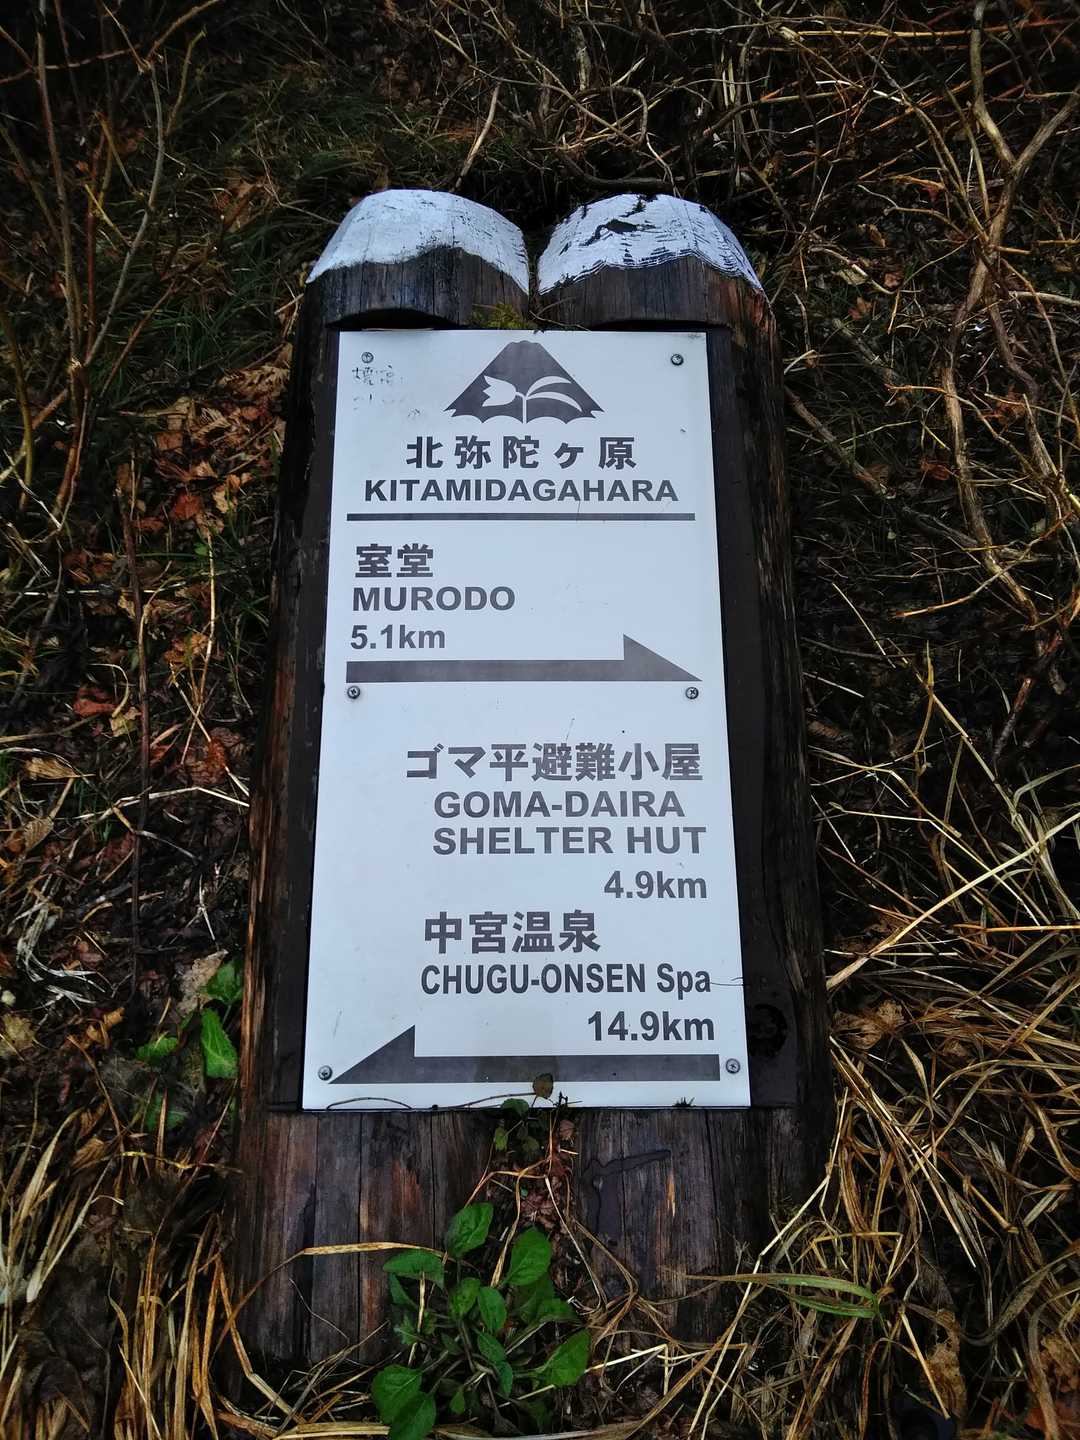 北弥陀ヶ原
KITAMIDAGAHARA
室堂
MURODO
5.1km
ゴマ平避難小屋
GOMA-DAIRA
SHELTER HUT
4.9km
中宮温泉
CHUGU-ONSEN Spa
14.9km